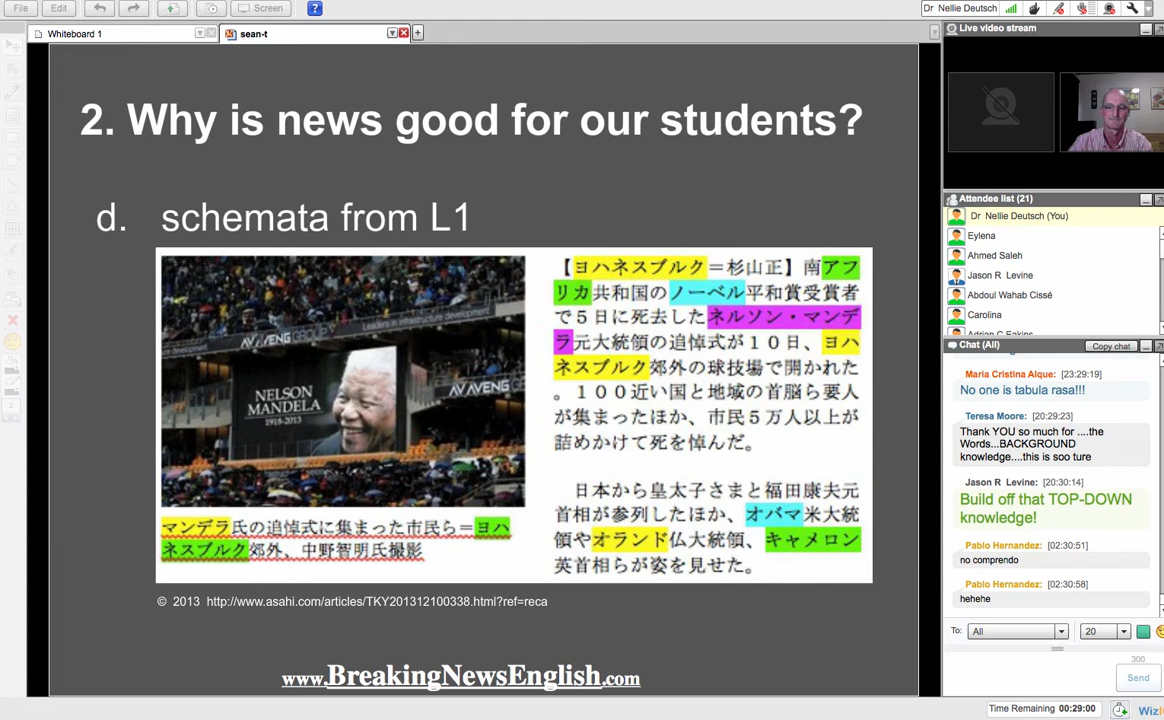 File
Edit
Screen
?
Dr Nellie Deutsch
Whiteboard 1
sean-t
2. Why is news good for our students?
d. schemata from L1
AVENG GROUP
Leaders in infrastructure development
NELSON
MANDELA
1918-2013
AVENG
マンデラ氏の追悼式に集まった市民ら＝ヨハ
ネスブルク郊外、中野智明氏撮影
【ヨハネスブルク＝杉山正】南アフ
リカ共和国のノーベル平和賞受賞者
で５日に死去したネルソン・マンデ
ラ元大統領の追悼式が１０日、ヨハ
ネスブルク郊外の球技場で開かれた
。１００近い国と地域の首脳ら要人
が集まったほか、市民５万人以上が
詰めかけて死を悼んだ。
日本から皇太子さまと福田康夫元
首相が参列したほか、オバマ米大統
領やオランド仏大統領、キャメロン
英首相らが姿を見せた。
© 2013 http://www.asahi.com/articles/TKY201312100338.html?ref=reca
www.BreakingNewsEnglish.com
Live video stream
Attendee list (21)
Dr Nellie Deutsch (You)
Eylena
Ahmed Saleh
Jason R Levine
Abdoul Wahab Cissé
Carolina
Adrian C Eakins
Chat (All)
Copy chat
Maria Cristina Alque: [23:29:19]
No one is tabula rasa!!!
Teresa Moore: [20:29:23]
Thank YOU so much for ....the
Words...BACKGROUND
knowledge....this is soo ture
Jason R Levine: [20:30:14]
Build off that TOP-DOWN
knowledge!
Pablo Hernandez: [02:30:51]
no comprendo
Pablo Hernandez: [02:30:58]
hehehe
To: All 20
300
Send
Time Remaining 00:29:00
WizI